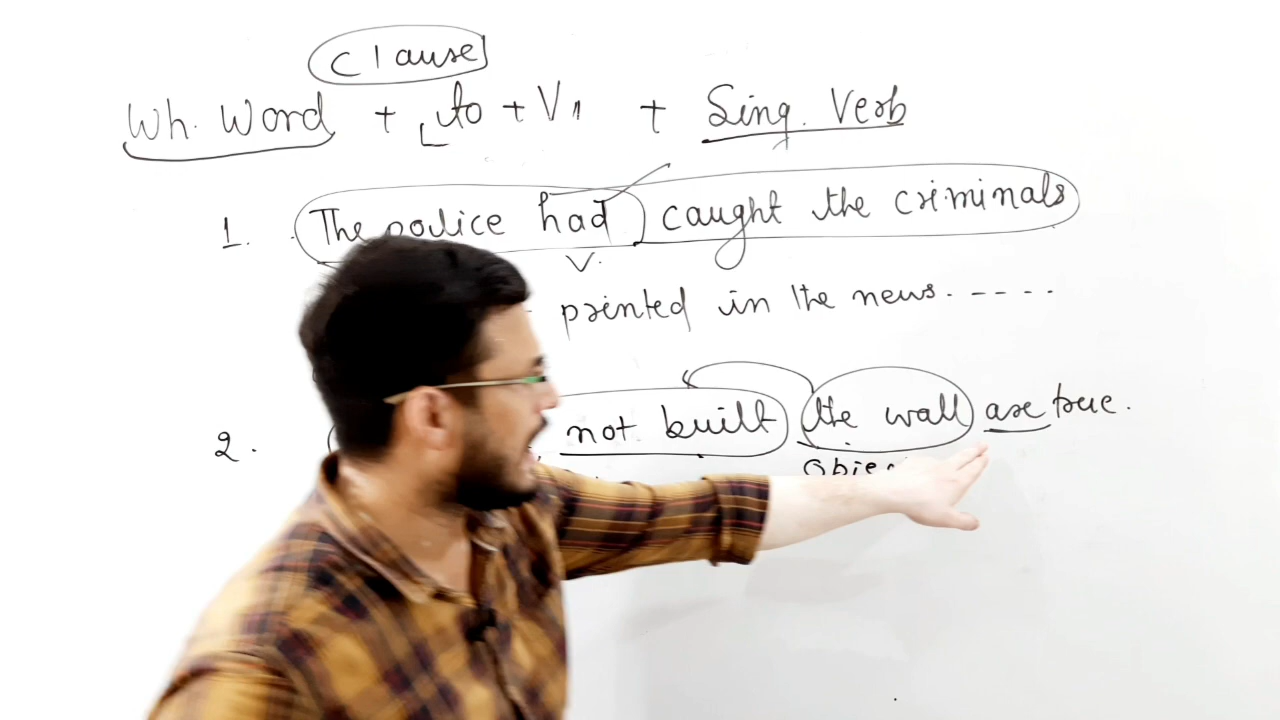 Clause
Wh. Word + to + V1 + Sing. Verb
1. The police had caught the criminals
V.
printed in the news. ----
2. not built the wall are true.